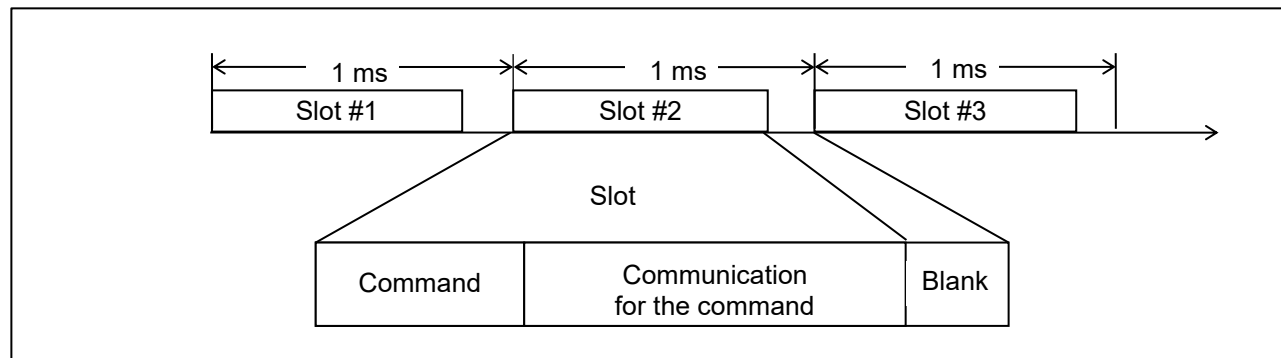 1 ms
1 ms
1 ms
Slot #1
Slot #2
Slot #3
Slot
Command
Communication
for the command
Blank